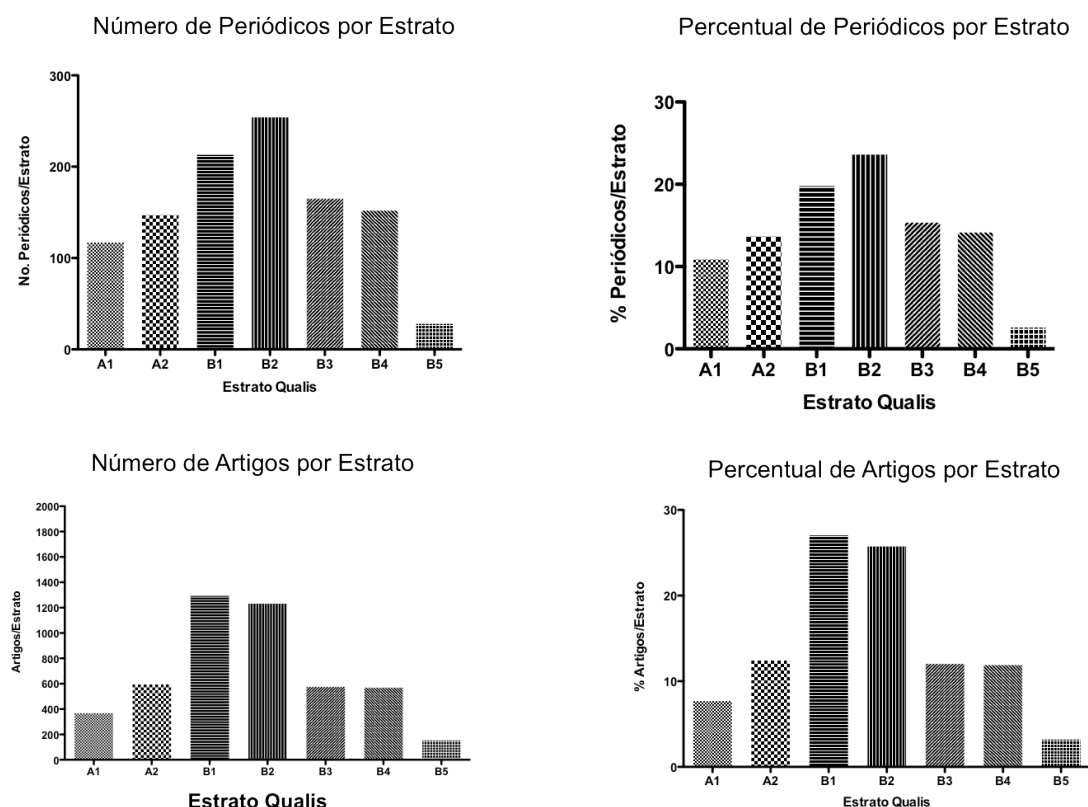 Número de Periódicos por Estrato
No. Periódicos/Estrato
300
200
100
0
A1 A2 B1 B2 B3 B4 B5
Estrato Qualis
Percentual de Periódicos por Estrato
% Periódicos/Estrato
30
20
10
0
A1 A2 B1 B2 B3 B4 B5
Estrato Qualis
Número de Artigos por Estrato
Artigos/Estrato
2000
1800
1600
1400
1200
1000
800
600
400
200
0
A1 A2 B1 B2 B3 B4 B5
Estrato Qualis
Percentual de Artigos por Estrato
% Artigos/Estrato
30
20
10
0
A1 A2 B1 B2 B3 B4 B5
Estrato Qualis